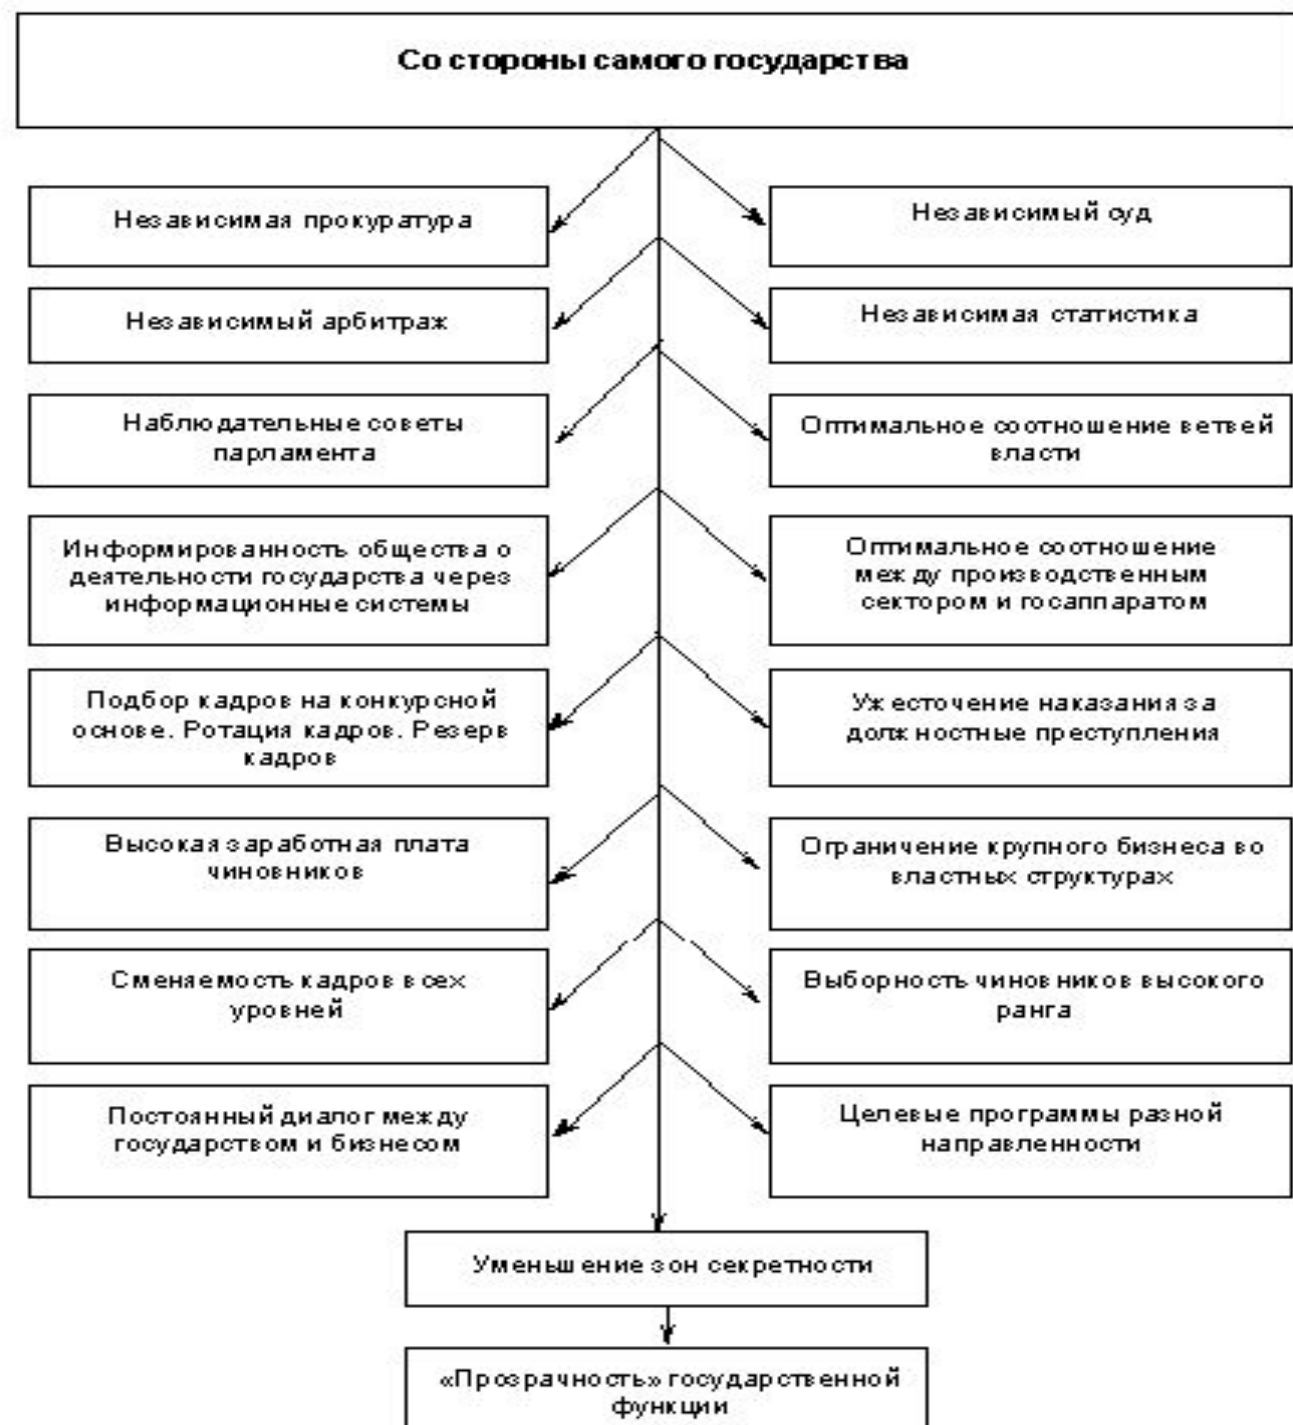 Со стороны самого государства
Независимая прокуратура
Независимый суд
Независимый арбитраж
Независимая статистика
Наблюдательные советы
парламента
Оптимальное соотношение ветвей
власти
Информированность общества о
деятельности государства через
информационные системы
Оптимальное соотношение
между производственным
сектором и госаппаратом
Подбор кадров на конкурсной
основе. Ротация кадров. Резерв
кадров
Ужесточение наказания за
должностные преступления
Высокая заработная плата
чиновников
Ограничение крупного бизнеса во
властных структурах
Сменяемость кадров всех
уровней
Выборность чиновников высокого
ранга
Постоянный диалог между
государством и бизнесом
Целевые программы разной
направленности
Уменьшение зон секретности
«Прозрачность» государственной
функции